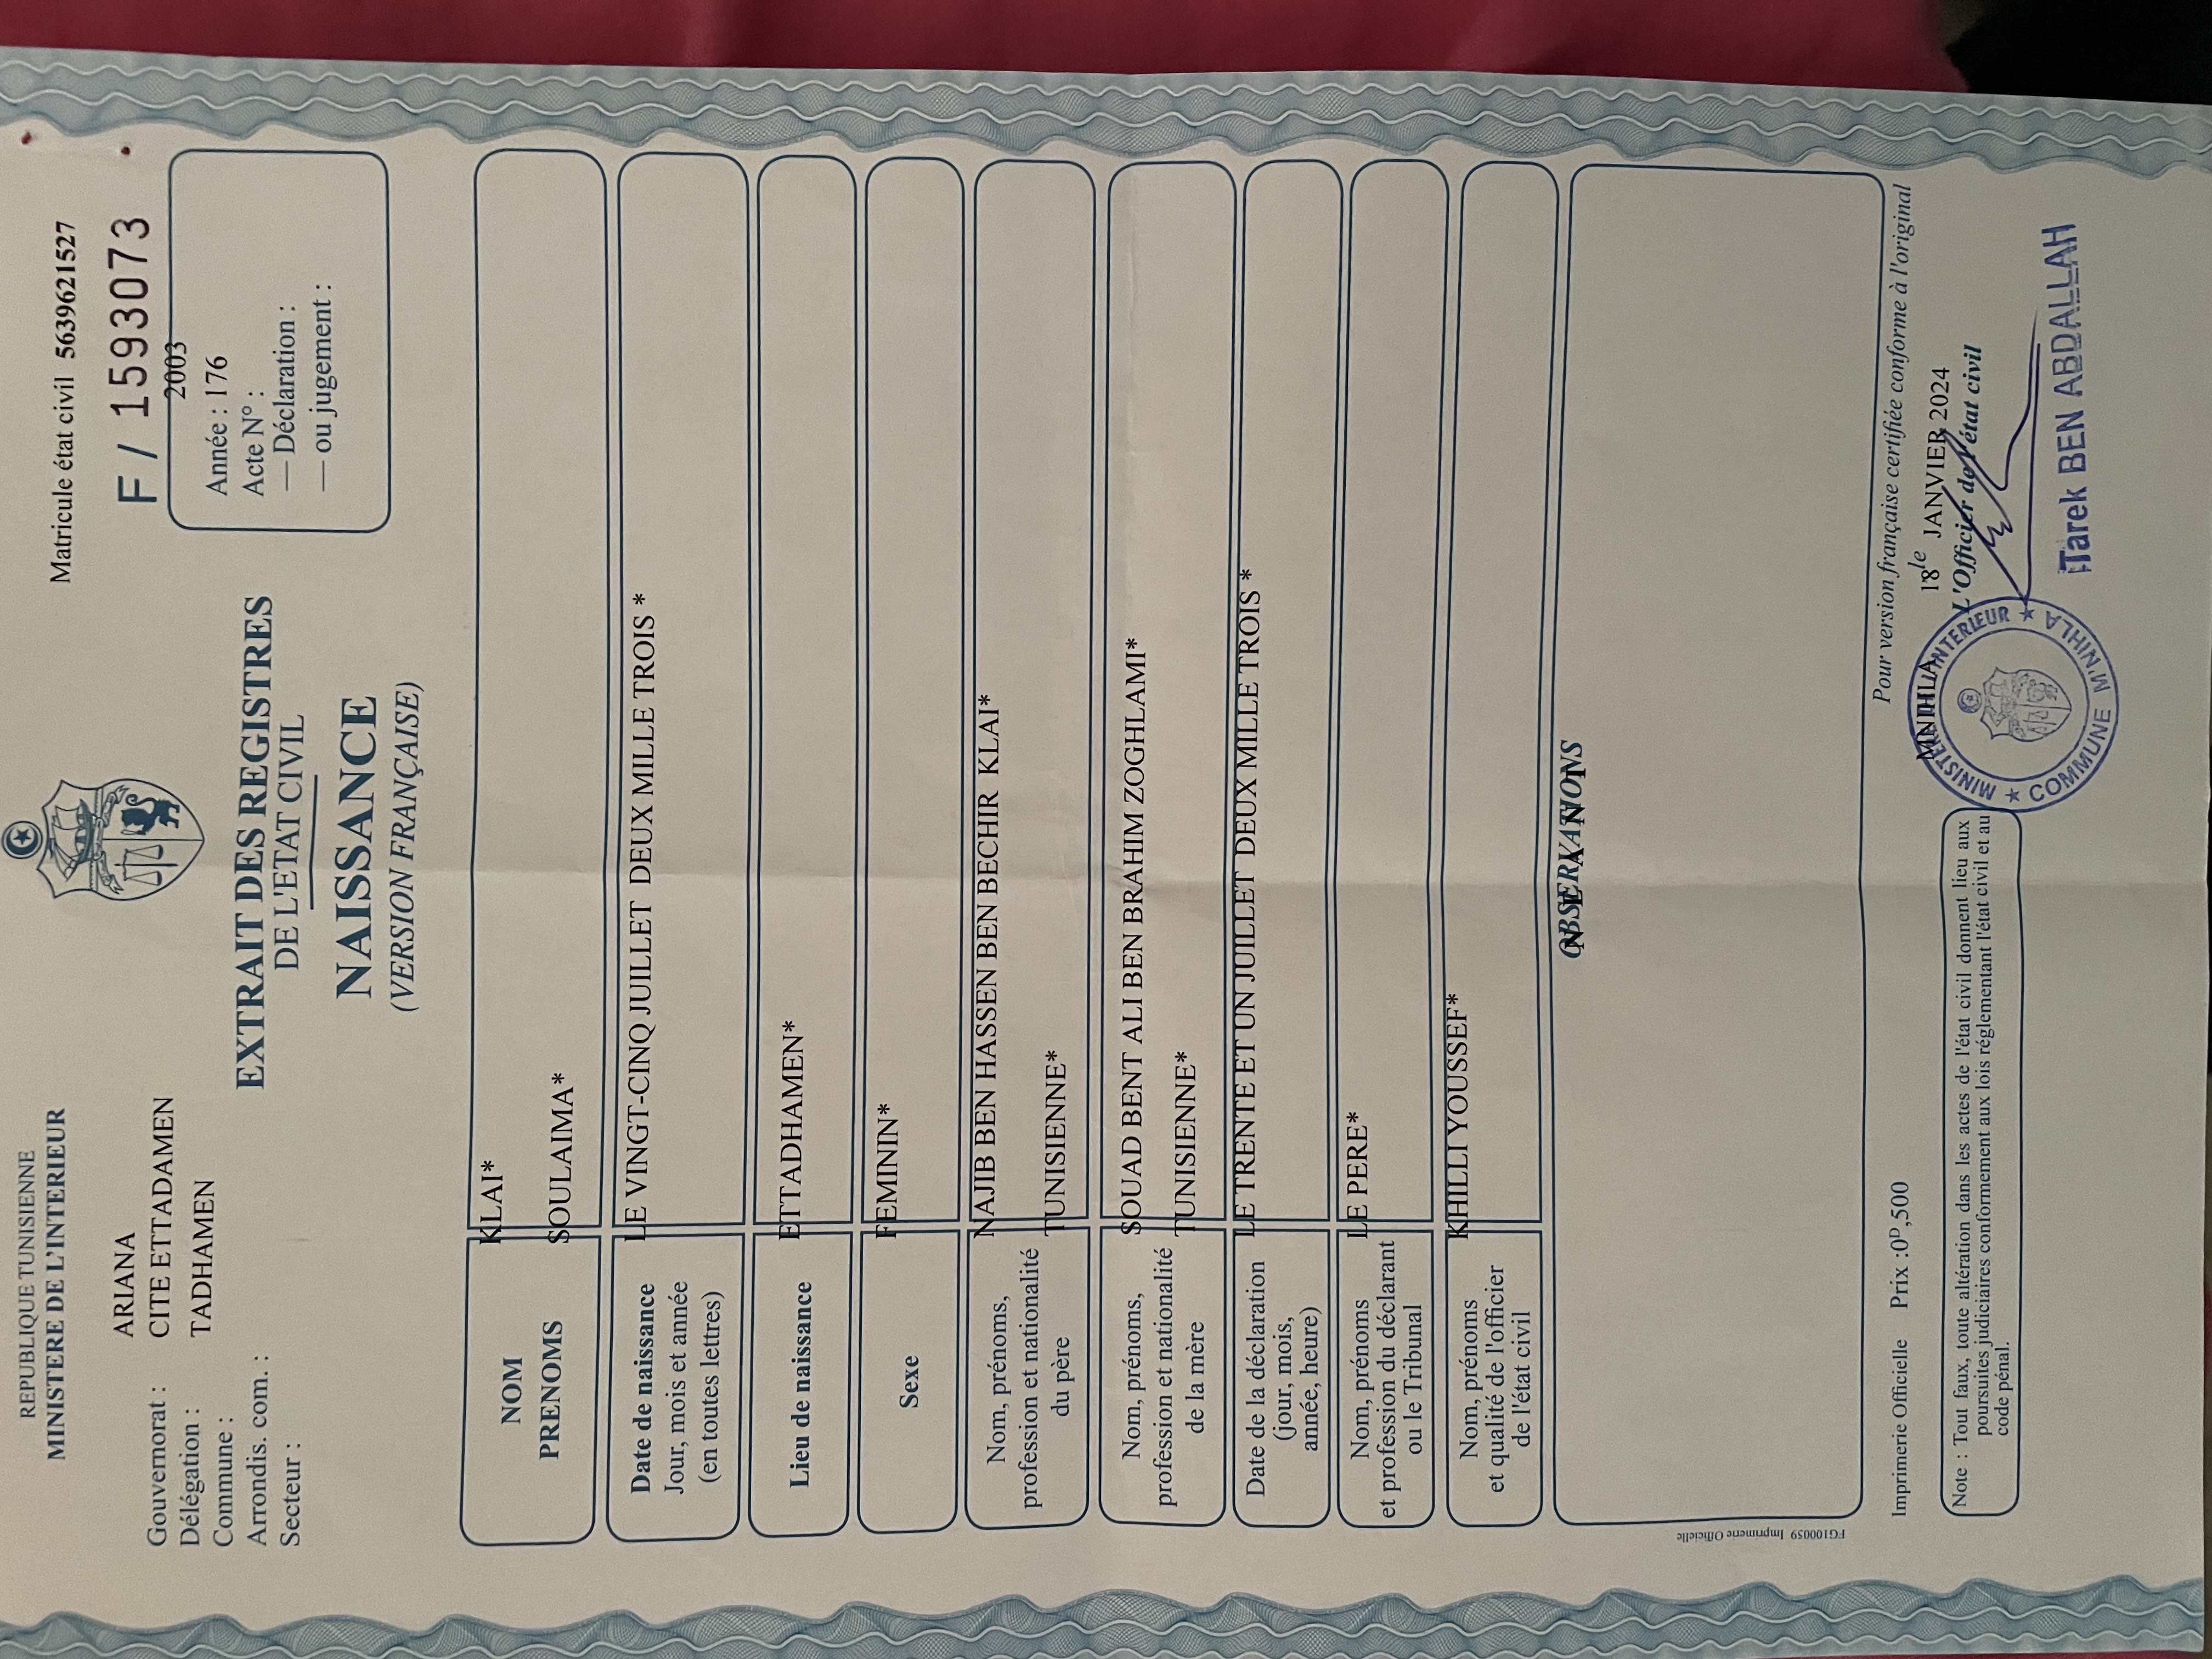 REPUBLIQUE TUNISIENNE
MINISTERE DE L'INTERIEUR
Matricule état civil 5639621527
F / 1593073
ARIANA
Gouvernorat :
CITE ETTADAMEN
Délégation :
TADHAMEN
Commune :
Arrondis. com. :
Secteur :
2003
Année : 176
Acte N° :
— Déclaration :
— ou jugement :
EXTRAIT DES REGISTRES
DE L'ETAT CIVIL
NAISSANCE
(VERSION FRANÇAISE)
NOM
KLAI*
PRENOMS
SOULAIMA*
Date de naissance
Jour, mois et année
(en toutes lettres)
LE VINGT-CINQ JUILLET DEUX MILLE TROIS *
Lieu de naissance
ETTADHAMEN*
Sexe
FEMININ*
Nom, prénoms,
profession et nationalité
du père
NAJIB BEN HASSEN BEN BECHIR KLAI*
TUNISIENNE*
Nom, prénoms,
profession et nationalité
de la mère
SOUAD BENT ALI BEN BRAHIM ZOGHLAMI*
TUNISIENNE*
Date de la déclaration
(jour, mois,
année, heure)
LE TRENTE ET UN JUILLET DEUX MILLE TROIS *
Nom, prénoms
et profession du déclarant
ou le Tribunal
LE PERE*
Nom, prénoms
et qualité de l'officier
de l'état civil
KHILLI YOUSSEF*
OBSERVATIONS
FG100059 Imprimerie Officielle
Imprimerie Officielle Prix :0D,500
Pour version française certifiée conforme à l'original
MNIHLA 18 le JANVIER 2024
L'Officier de l'état civil
MINISTERE DE L'INTERIEUR
COMMUNE M'NIHLA
Tarek BEN ABDALLAH
Note : Tout faux, toute altération dans les actes de l'état civil donnent lieu aux
poursuites judiciaires conformement aux lois réglementant l'état civil et au
code pénal.